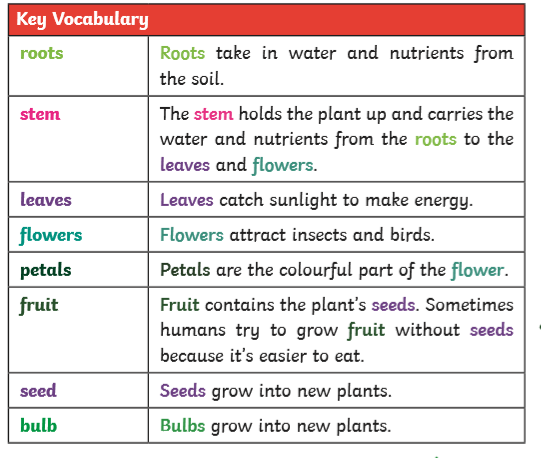 Key Vocabulary
roots
Roots take in water and nutrients from
the soil.
stem
The stem holds the plant up and carries the
water and nutrients from the roots to the
leaves and flowers.
leaves
Leaves catch sunlight to make energy.
flowers
Flowers attract insects and birds.
petals
Petals are the colourful part of the flower.
fruit
Fruit contains the plant's seeds. Sometimes
humans try to grow fruit without seeds
because it's easier to eat.
seed
Seeds grow into new plants.
bulb
Bulbs grow into new plants.